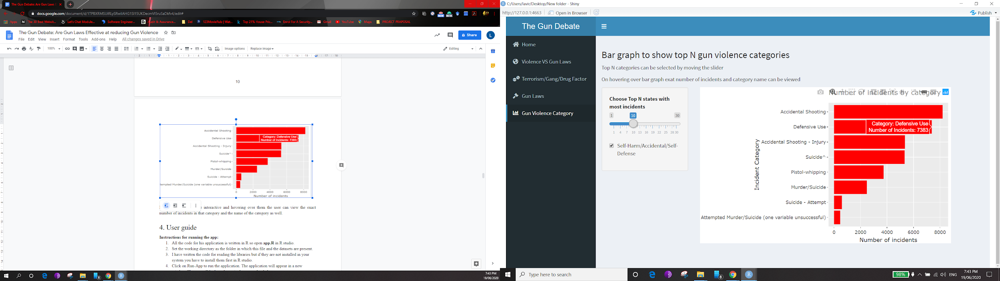 The Gun Debate: Are Gun Laws
docs.google.com/document/d/1TPBXRMSUiRLySRwilAHG1SI15UKDecmVI5ruSaDkfv4/edit#
Apps
The 30 Best Websit...
Let's Chat Module...
Software Engineer...
Audit & Assurance...
Del
123MovieRulz | Wat...
Top 21% House Pric...
Enrol For A Security...
Gmail
YouTube
Maps
PROJECT PRAPOSAL
The Gun Debate: Are Gun Laws Effective at reducing Gun Violence
File Edit View Insert Format Tools Add-ons Help All changes saved in Drive
Share
L
100%
Image options
Replace image
Editing
10
Accidental Shooting
Defensive Use
Category: Defensive Use
Number of Incidents: 7383
Accidental Shooting - Injury
Suicide^
Pistol-whipping
Murder/Suicide
Suicide - Attempt
tempted Murder/Suicide (one variable unsuccessful)
0 2000 4000 6000 8000
Number of incidents
interactive and hovering over them the user can view the exact
number of incidents in that category and the name of the category as well.
4. User guide
Instructions for running the app:
1. All the code for his application is written in R so open app.R in R studio.
2. Set the working directory as the folder in which this file and the datasets are present.
3. I have written the code for reading the libraries but if they are not installed in your
system you have to install them first in R studio.
4. Click on Run-App to run the application. The application will appear in a new
7:43 PM
19/06/2020
C:/Users/lavir/Desktop/New folder - Shiny
http://127.0.0.1:4663
Open in Browser
Publish
The Gun Debate
Home
Violence VS Gun Laws
Terrorism/Gang/Drug Factor
Gun Laws
Gun Violence Category
Bar graph to show top N gun violence categories
Top N categories can be selected by moving the slider
On hovering over bar graph exat number of incidents and category name can be viewed
Choose Top N states with
most incidents
1 10 30
1 4 7 10 13 16 19 22 25 28 30
Self-Harm/Accidental/Self-
Defense
Number of incidents by category
Incident Category
Accidental Shooting
Defensive Use
Category: Defensive Use
Number of Incidents: 7383
Accidental Shooting - Injury
Suicide^
Pistol-whipping
Murder/Suicide
Suicide - Attempt
Attempted Murder/Suicide (one variable unsuccessful)
0 2000 4000 6000 8000
Number of incidents
Type here to search
98%
ENG
7:43 PM
19/06/2020